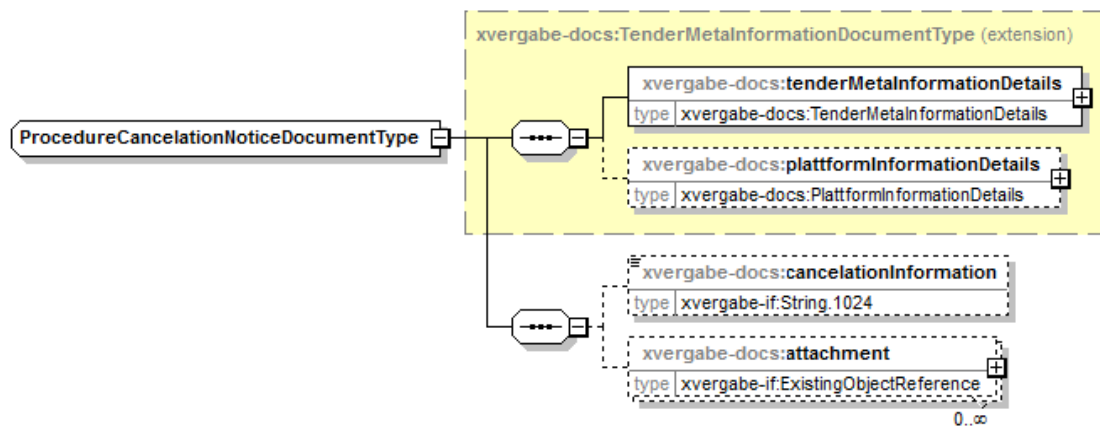 xvergabe-docs:TenderMetaInformationDocumentType (extension)
xvergabe-docs:tenderMetaInformationDetails
type xvergabe-docs:TenderMetaInformationDetails
ProcedureCancelationNoticeDocumentType
xvergabe-docs:plattformInformationDetails
type xvergabe-docs:PlattformInformationDetails
xvergabe-docs:cancelationInformation
type xvergabe-if:String.1024
xvergabe-docs:attachment
type xvergabe-if:ExistingObjectReference
0..∞